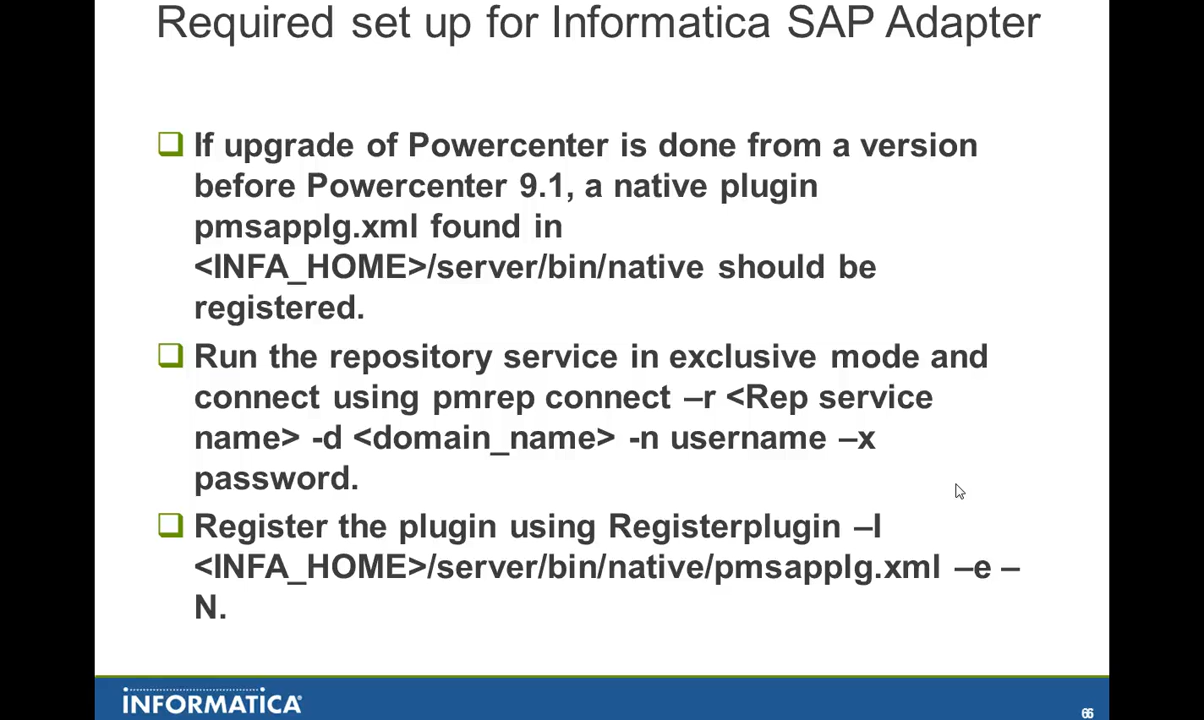 Required set up for Informatica SAP Adapter
If upgrade of Powercenter is done from a version
before Powercenter 9.1, a native plugin
pmsapplg.xml found in
<INFA_HOME>/server/bin/native should be
registered.
Run the repository service in exclusive mode and
connect using pmrep connect –r <Rep service
name> -d <domain_name> -n username –x
password.
Register the plugin using Registerplugin –I
<INFA_HOME>/server/bin/native/pmsapplg.xml –e –
N.
INFORMATICA
66